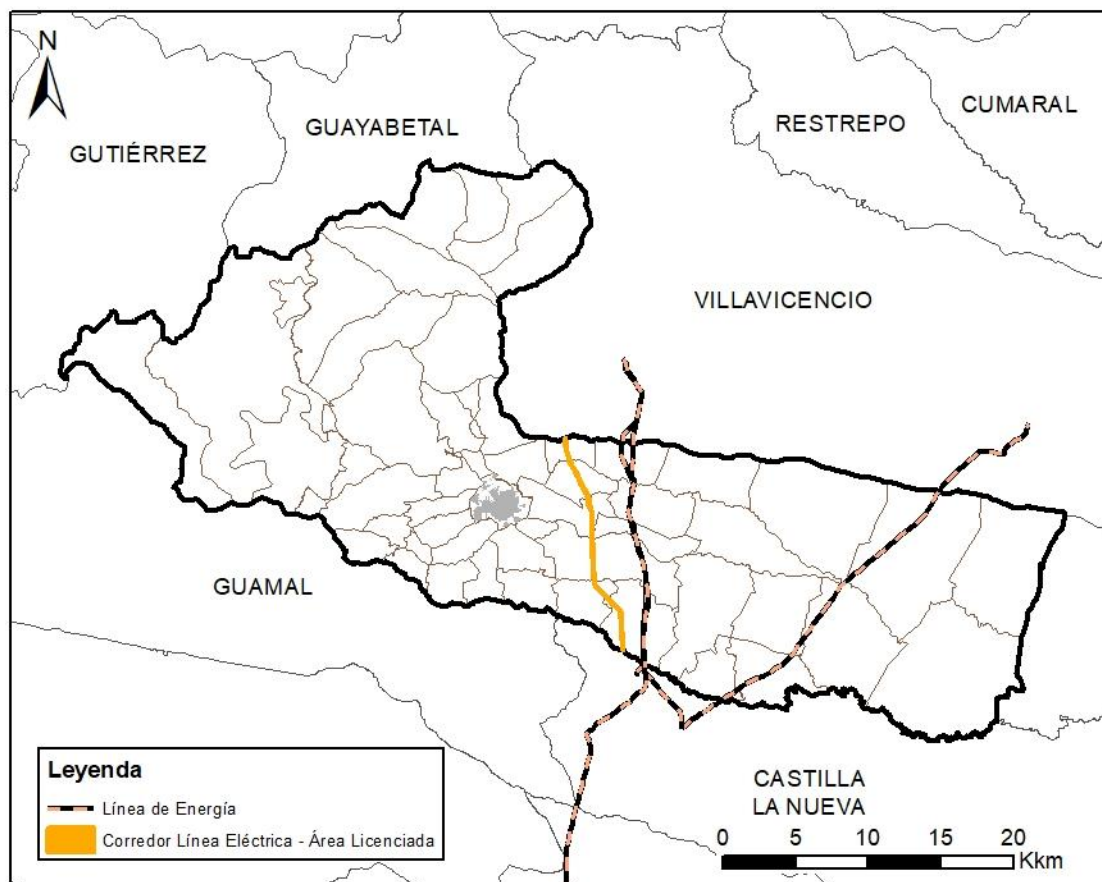 N
CUMARAL
RESTREPO
GUAYABETAL
GUTIÉRREZ
VILLAVICENCIO
GUAMAL
CASTILLA
LA NUEVA
Leyenda
Línea de Energía
Corredor Línea Eléctrica - Área Licenciada
0 5 10 15 20
Kkm